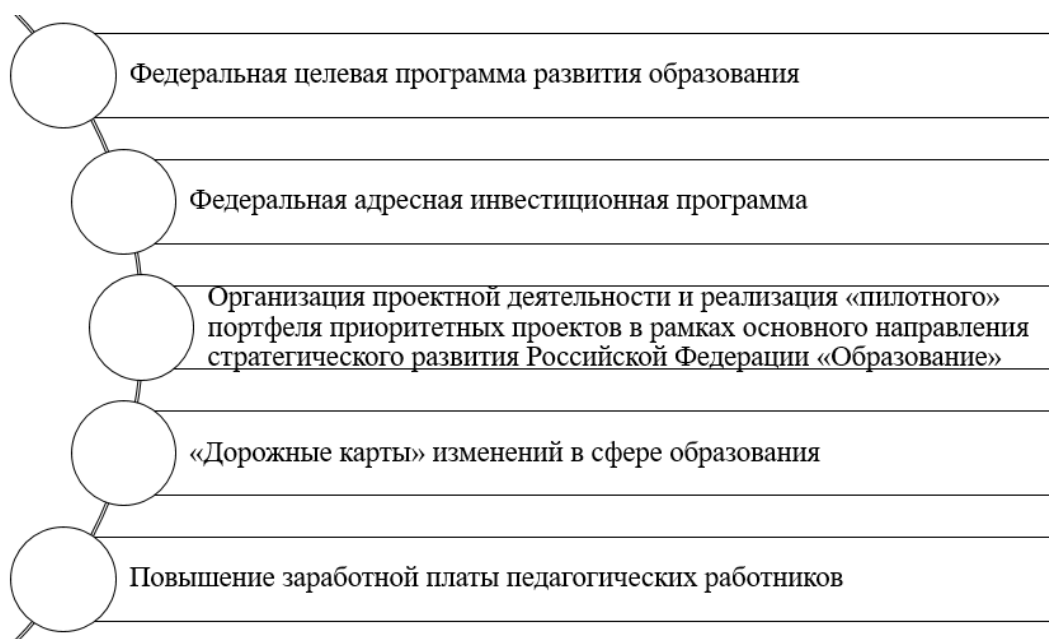 Федеральная целевая программа развития образования
Федеральная адресная инвестиционная программа
Организация проектной деятельности и реализация «пилотного»
портфеля приоритетных проектов в рамках основного направления
стратегического развития Российской Федерации «Образование»
«Дорожные карты» изменений в сфере образования
Повышение заработной платы педагогических работников